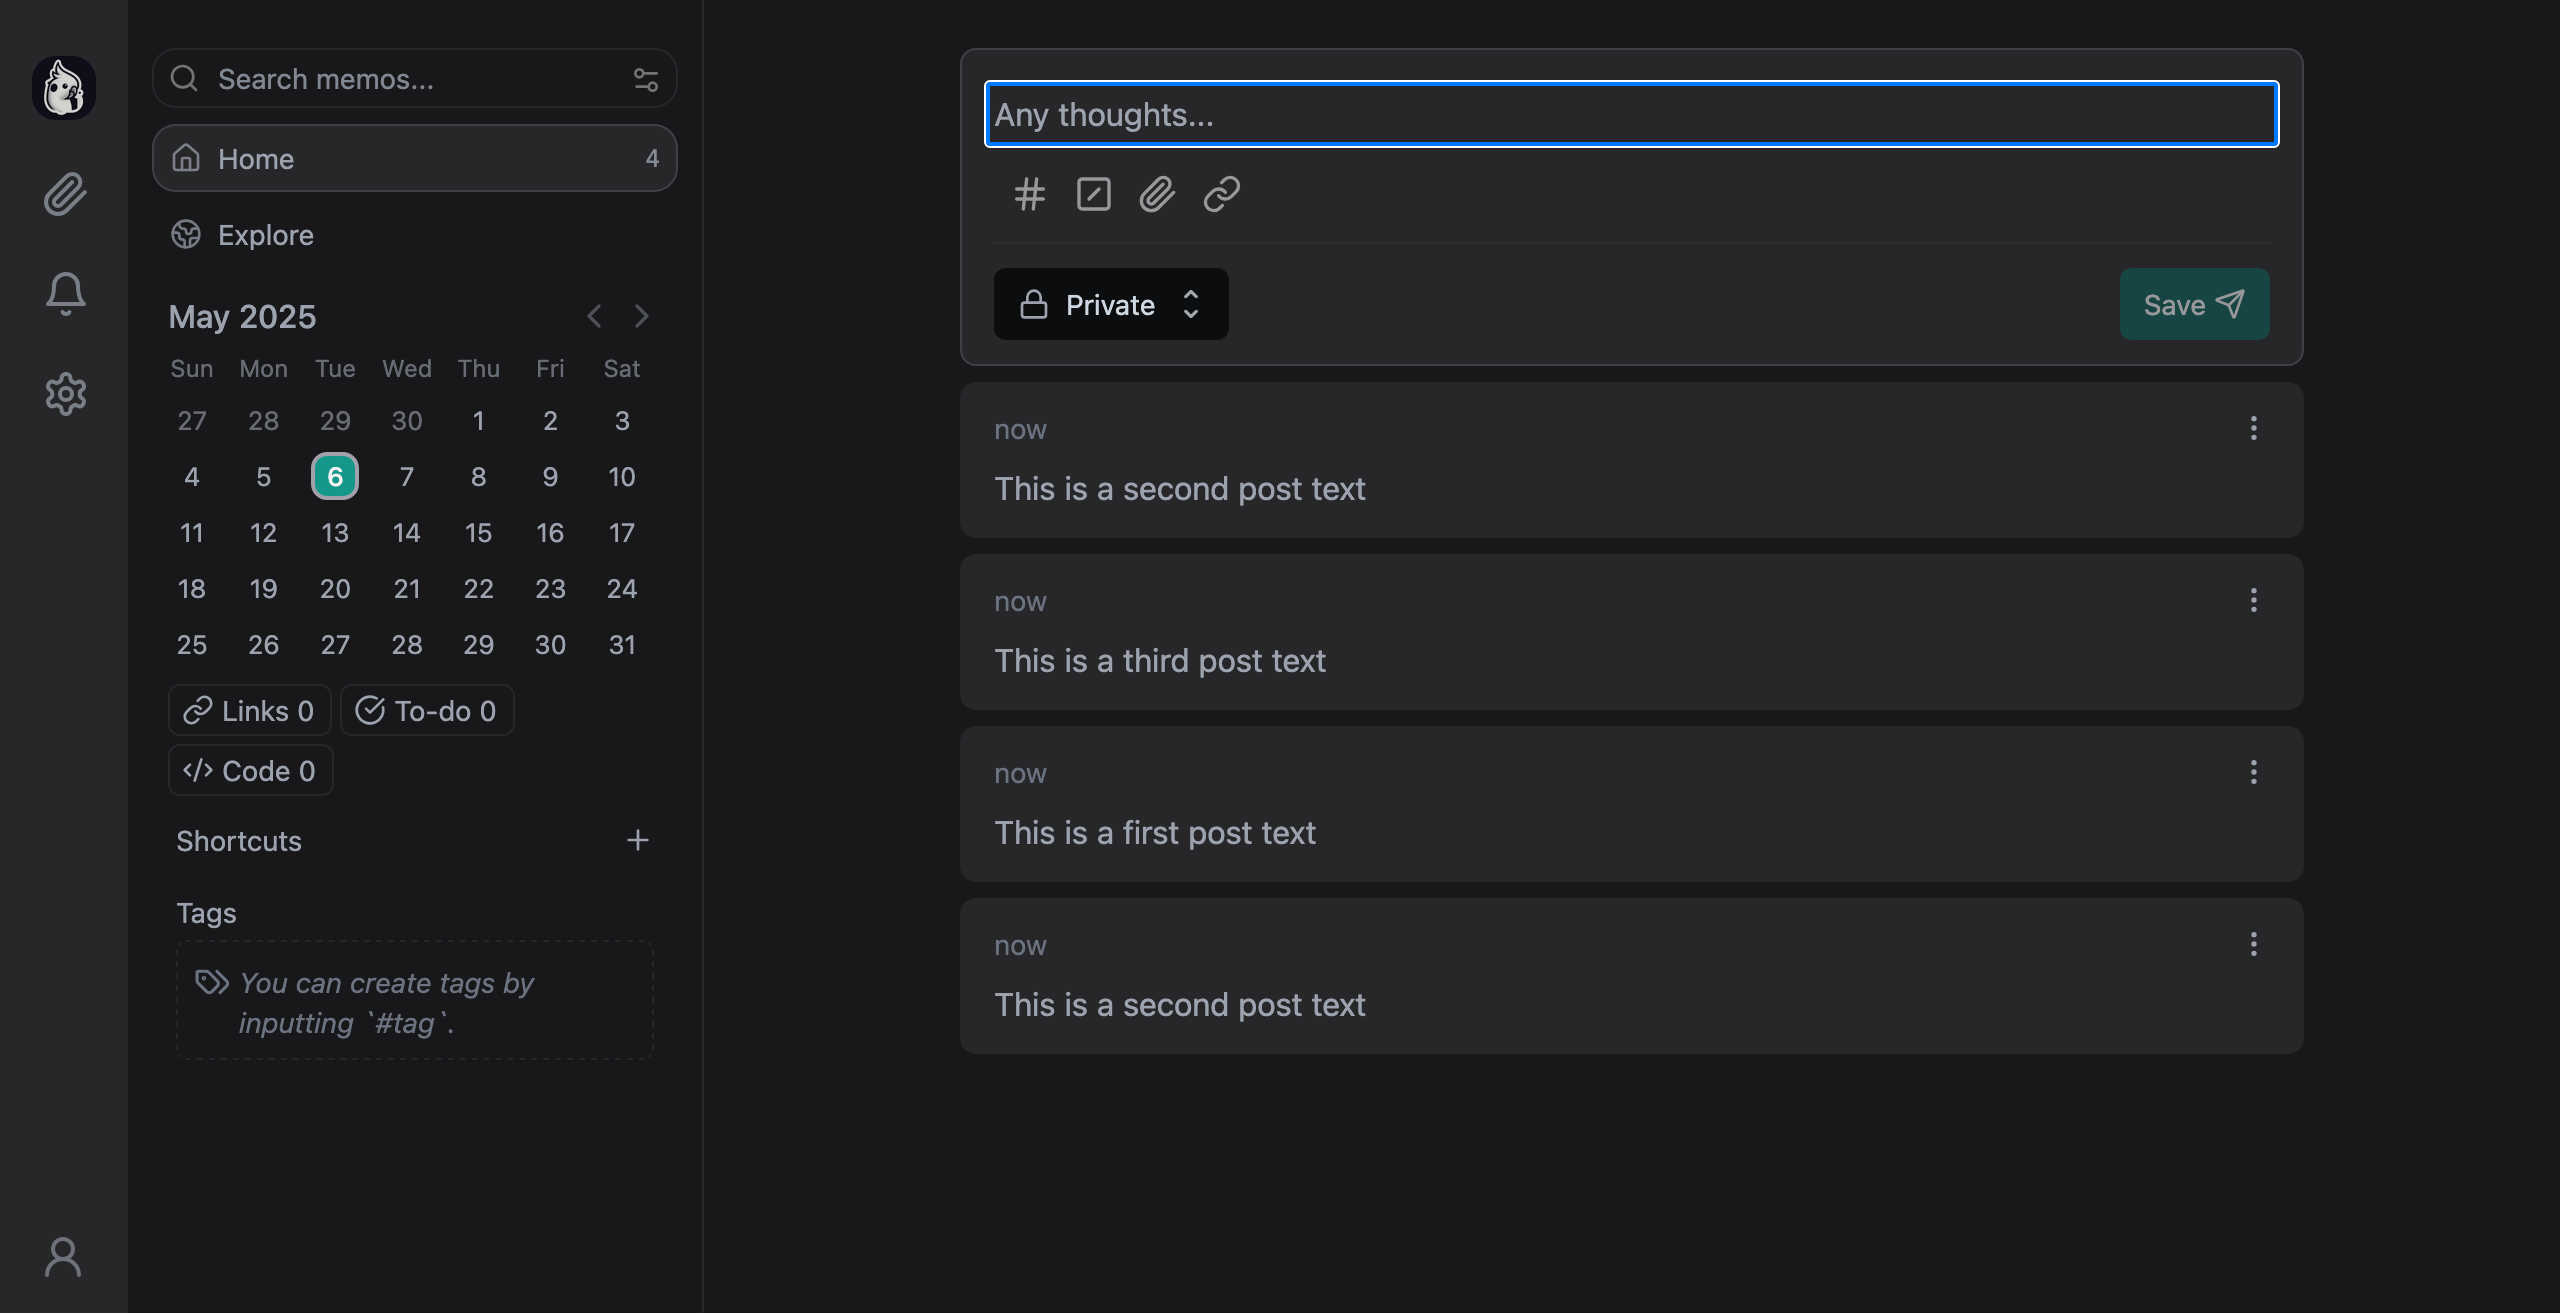 Search memos...
Home 4
Explore
May 2025
Sun Mon Tue Wed Thu Fri Sat
27 28 29 30 1 2 3
4 5 6 7 8 9 10
11 12 13 14 15 16 17
18 19 20 21 22 23 24
25 26 27 28 29 30 31
Links 0 To-do 0
Code 0
Shortcuts
Tags
You can create tags by
inputting `#tag`.
Any thoughts...
Private
Save
now
This is a second post text
now
This is a third post text
now
This is a first post text
now
This is a second post text